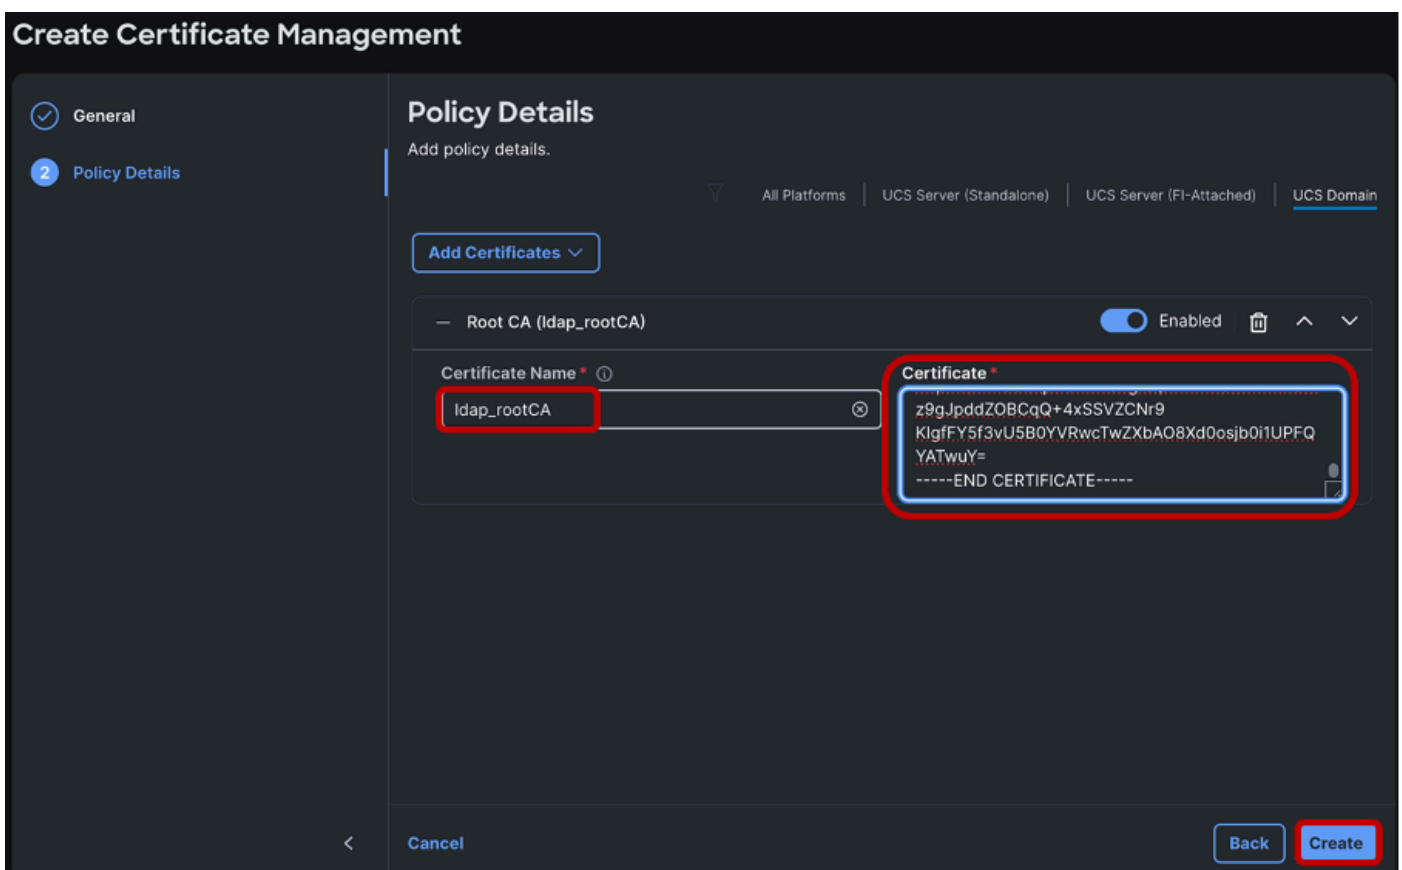 Create Certificate Management
General
2 Policy Details
Policy Details
Add policy details.
All Platforms UCS Server (Standalone) UCS Server (FI-Attached) UCS Domain
Add Certificates
Root CA (ldap_rootCA) Enabled
Certificate Name * Certificate *
ldap_rootCA
z9gJpddZOBCqQ+4xSSVZCNr9
KIgfFY5f3vU5B0YVRwcTwZXbAO8Xd0osjb0i1UPFQ
YATwuY=
-----END CERTIFICATE-----
Cancel Back Create